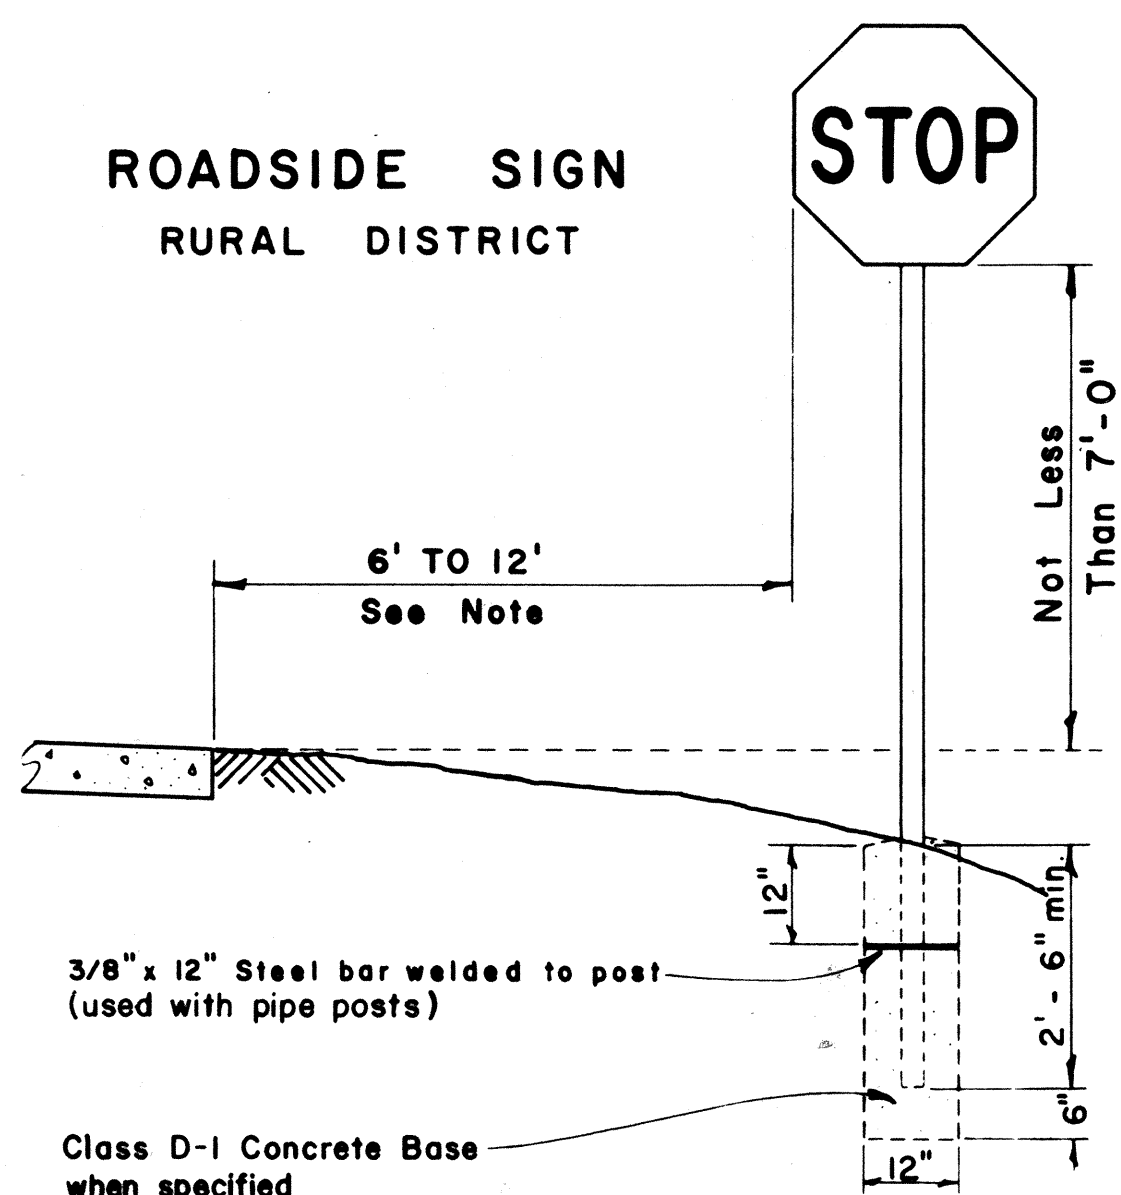 STOP
ROADSIDE SIGN
RURAL DISTRICT
Not Less
Than 7'-0"
6' TO 12'
See Note
12"
2'-6" min.
3/8" x 12" Steel bar welded to post
(used with pipe posts)
6"
Class D-1 Concrete Base
when specified
12"